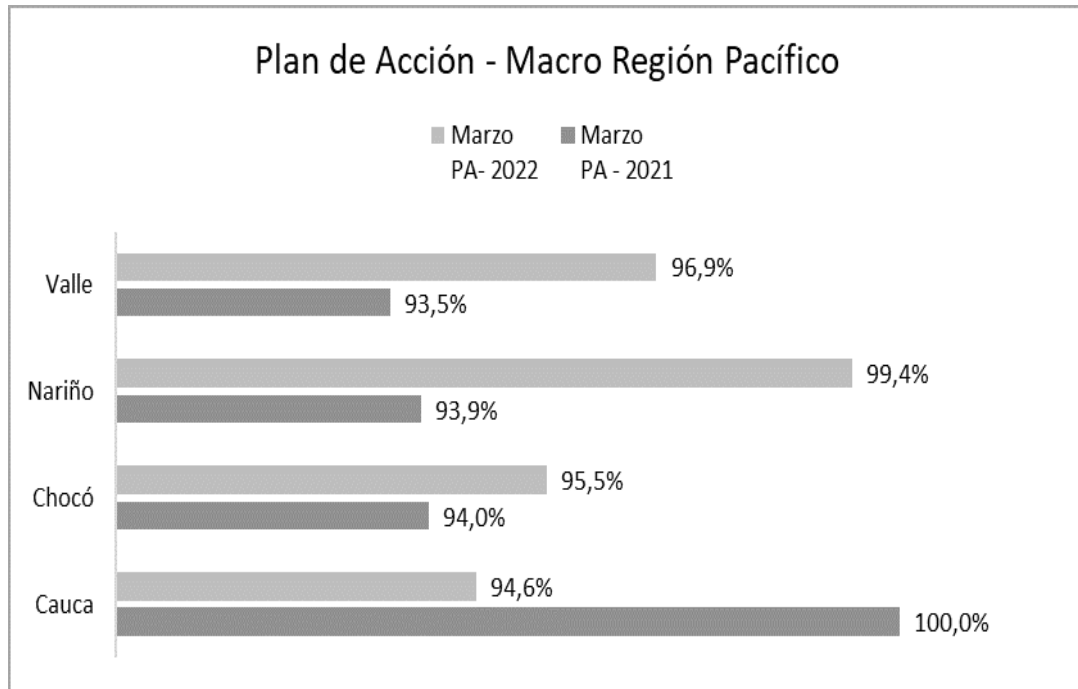 Plan de Acción - Macro Región Pacífico
Marzo PA- 2022
Marzo PA - 2021
Valle
96,9%
93,5%
Nariño
99,4%
93,9%
Chocó
95,5%
94,0%
Cauca
94,6%
100,0%